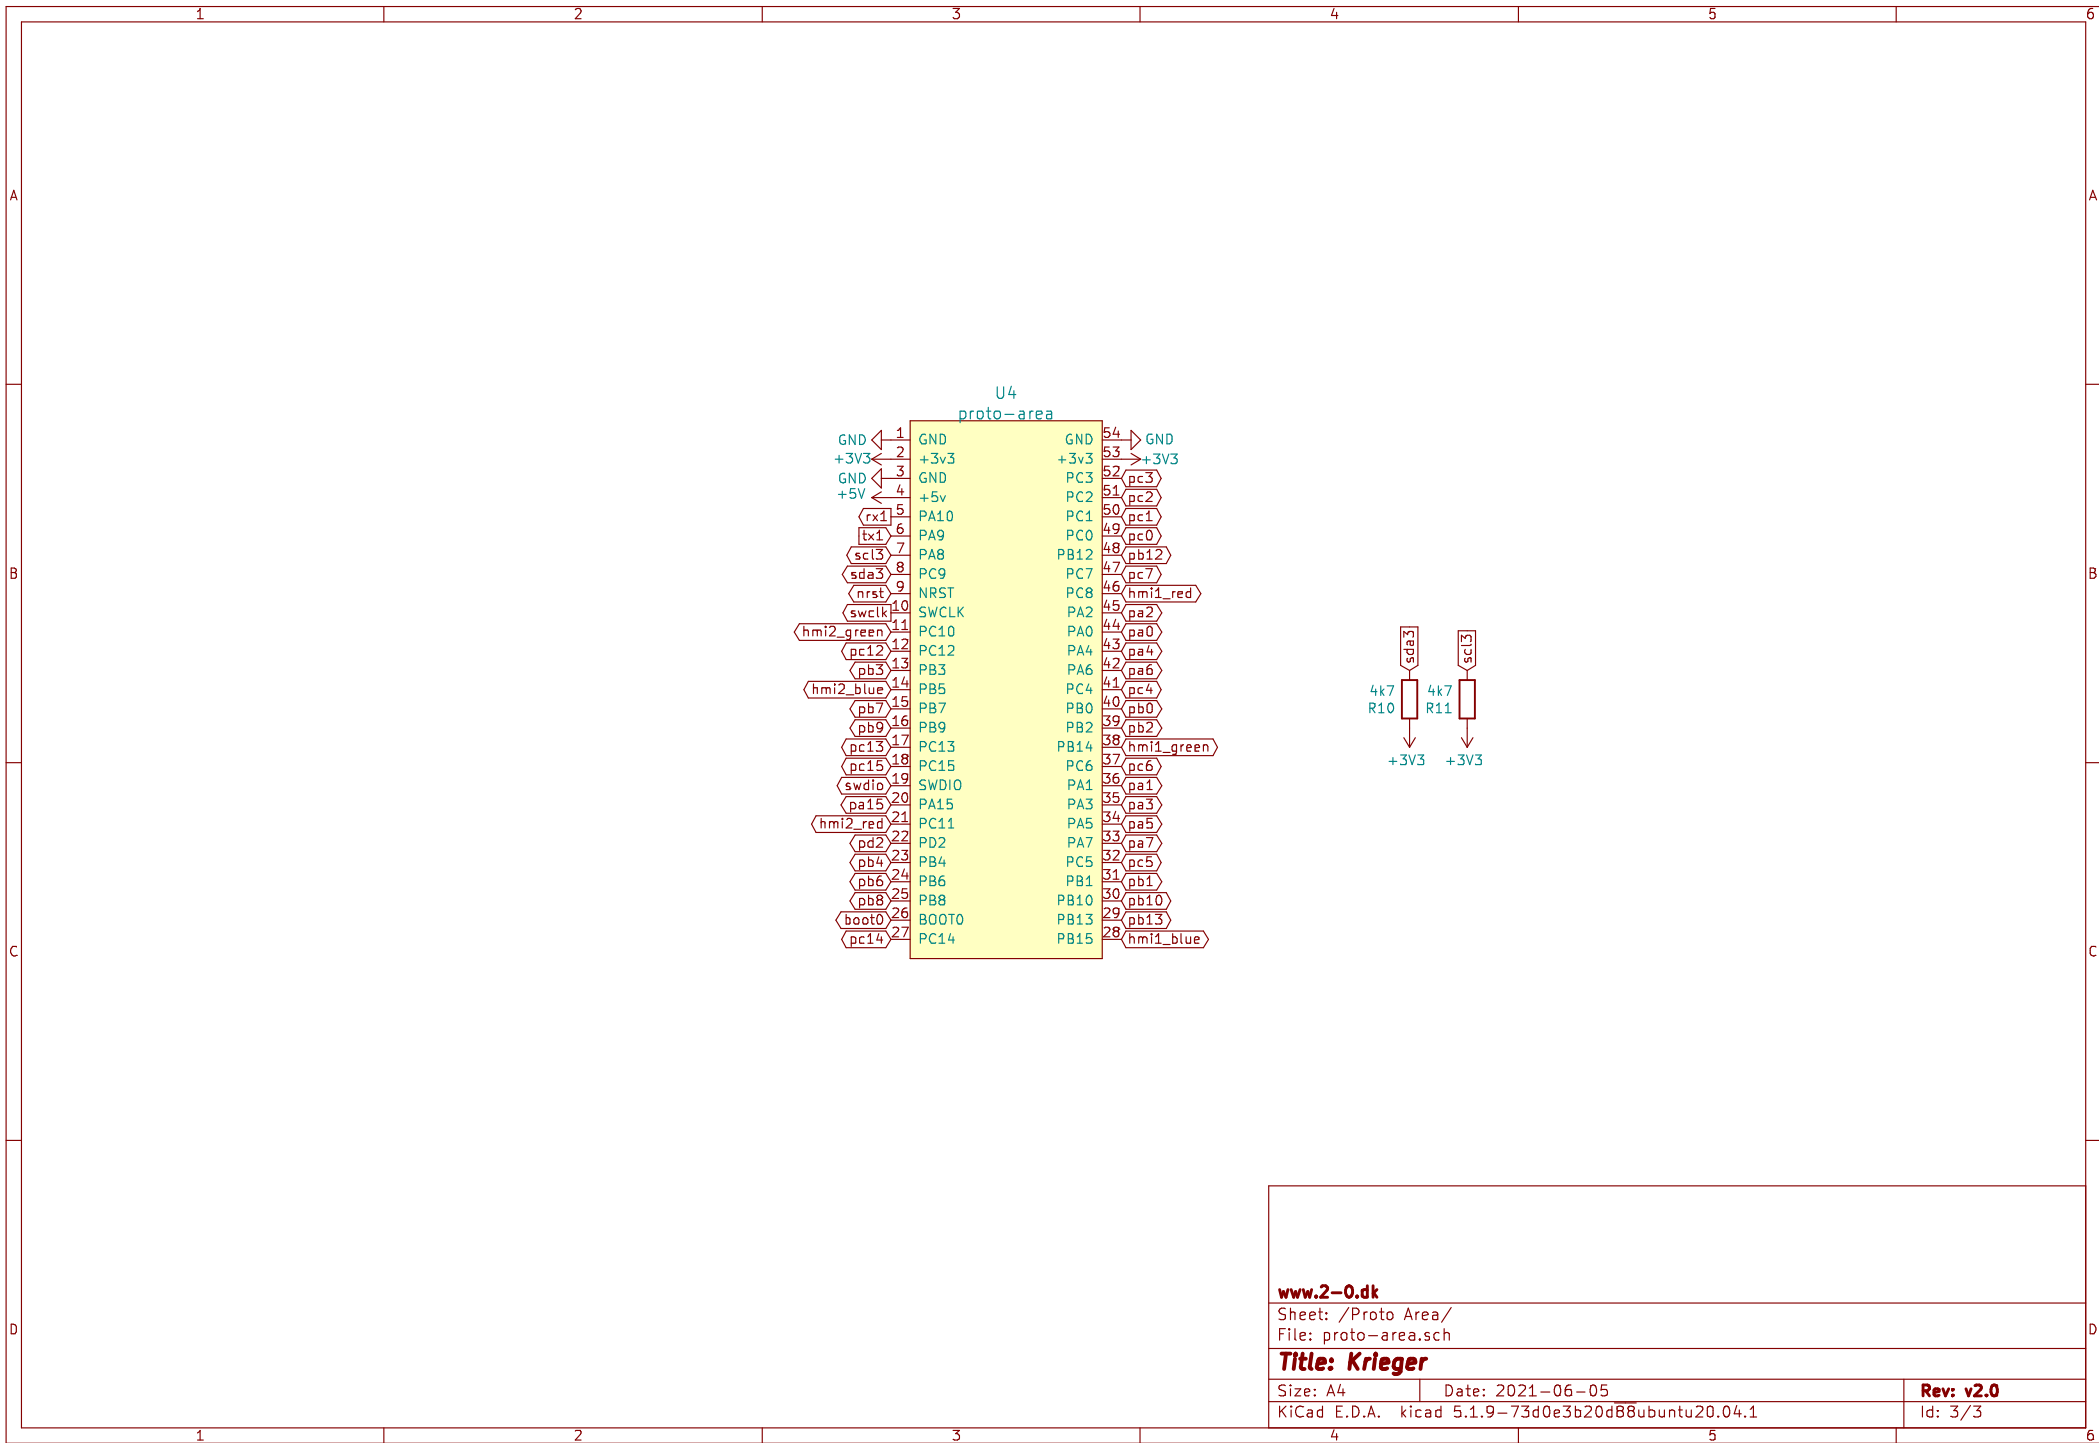 1 2 3 4 5 6
A A
U4
proto-area
GND 1 GND GND 54 GND
+3V3 2 +3v3 +3v3 53 +3V3
GND 3 GND PC3 52 pc3
+5V 4 +5v PC2 51 pc2
rx1 5 PA10 PC1 50 pc1
tx1 6 PA9 PC0 49 pc0
scl3 7 PA8 PB12 48 pb12
B sda3 8 PC9 PC7 47 pc7 B
nrst 9 NRST PC8 46 hmi1_red
swclk 10 SWCLK PA2 45 pa2
hmi2_green 11 PC10 PA0 44 pa0
pc12 12 PC12 PA4 43 pa4
pb3 13 PB3 PA6 42 pa6
hmi2_blue 14 PB5 PC4 41 pc4
pb7 15 PB7 PB0 40 pb0
pb9 16 PB9 PB2 39 pb2
pc13 17 PC13 PB14 38 hmi1_green
pc15 18 PC15 PC6 37 pc6
swdio 19 SWDIO PA1 36 pa1
pa15 20 PA15 PA3 35 pa3
hmi2_red 21 PC11 PA5 34 pa5
pd2 22 PD2 PA7 33 pa7
pb4 23 PB4 PC5 32 pc5
pb6 24 PB6 PB1 31 pb1
pb8 25 PB8 PB10 30 pb10
boot0 26 BOOT0 PB13 29 pb13
pc14 27 PC14 PB15 28 hmi1_blue
sda3 scl3
4k7 4k7
R10 R11
+3V3 +3V3
C C
www.2-0.dk
Sheet: /Proto Area/
File: proto-area.sch
D D
Title: Krieger
Size: A4 Date: 2021-06-05 Rev: v2.0
KiCad E.D.A. kicad 5.1.9-73d0e3b20d88ubuntu20.04.1 Id: 3/3
1 2 3 4 5 6